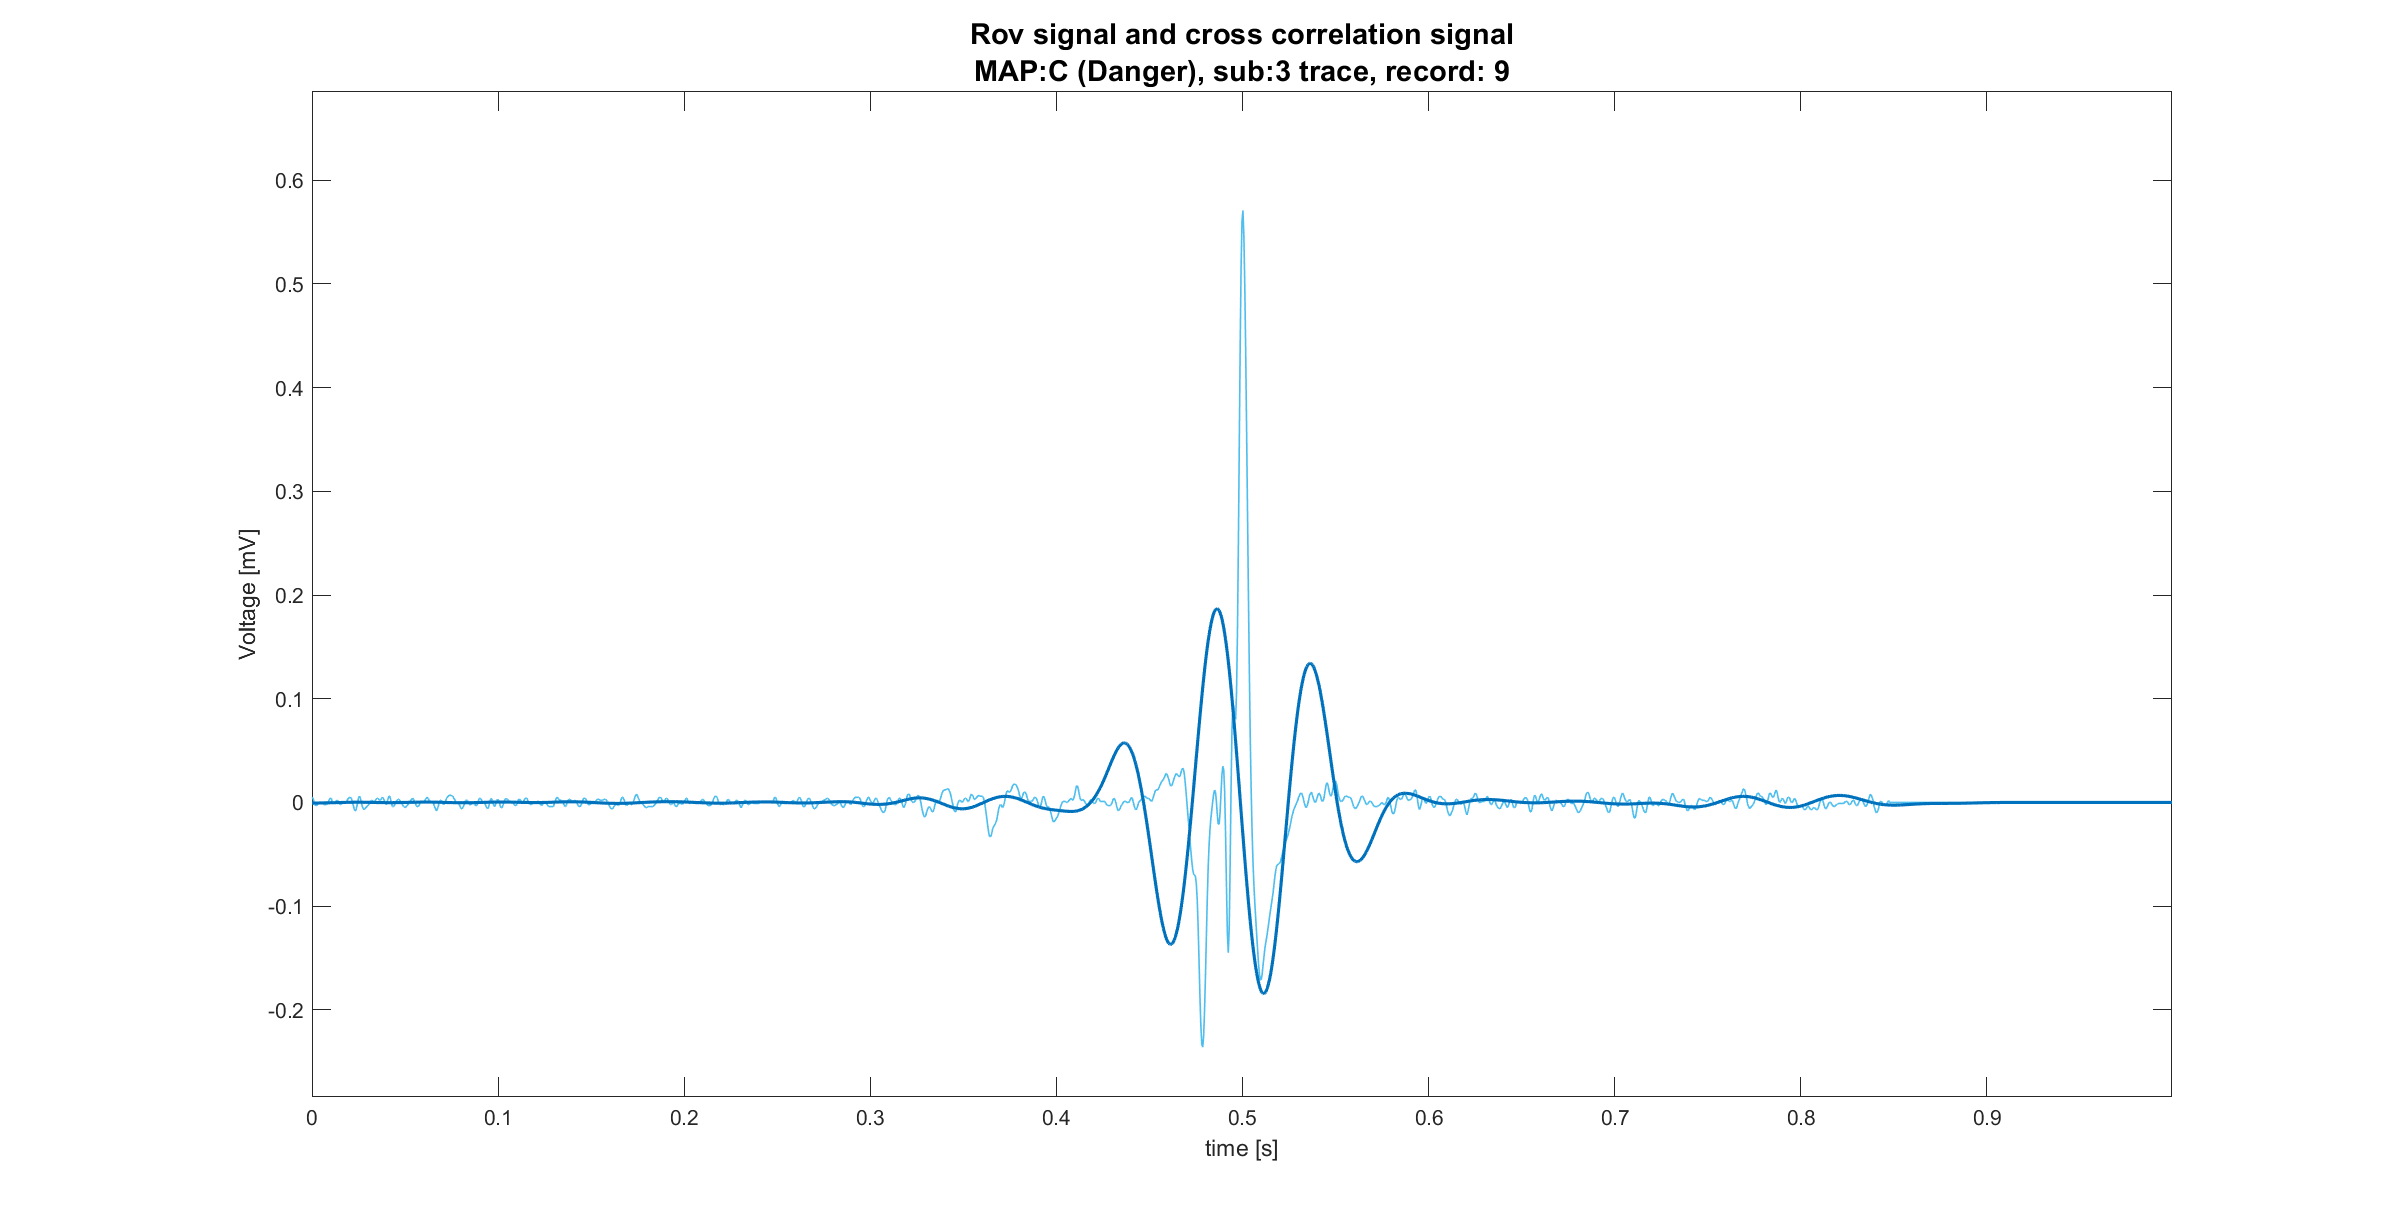 Rov signal and cross correlation signal
MAP:C (Danger), sub:3 trace, record: 9
Voltage [mV]
0.6
0.5
0.4
0.3
0.2
0.1
0
-0.1
-0.2
0 0.1 0.2 0.3 0.4 0.5 0.6 0.7 0.8 0.9
time [s]